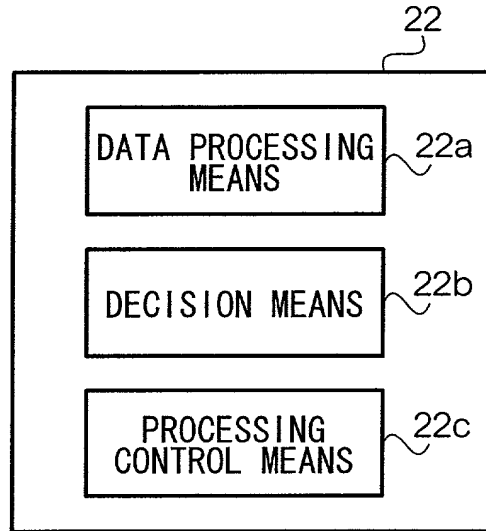 22
DATA PROCESSING
MEANS
22a
DECISION MEANS
22b
PROCESSING
CONTROL MEANS
22c